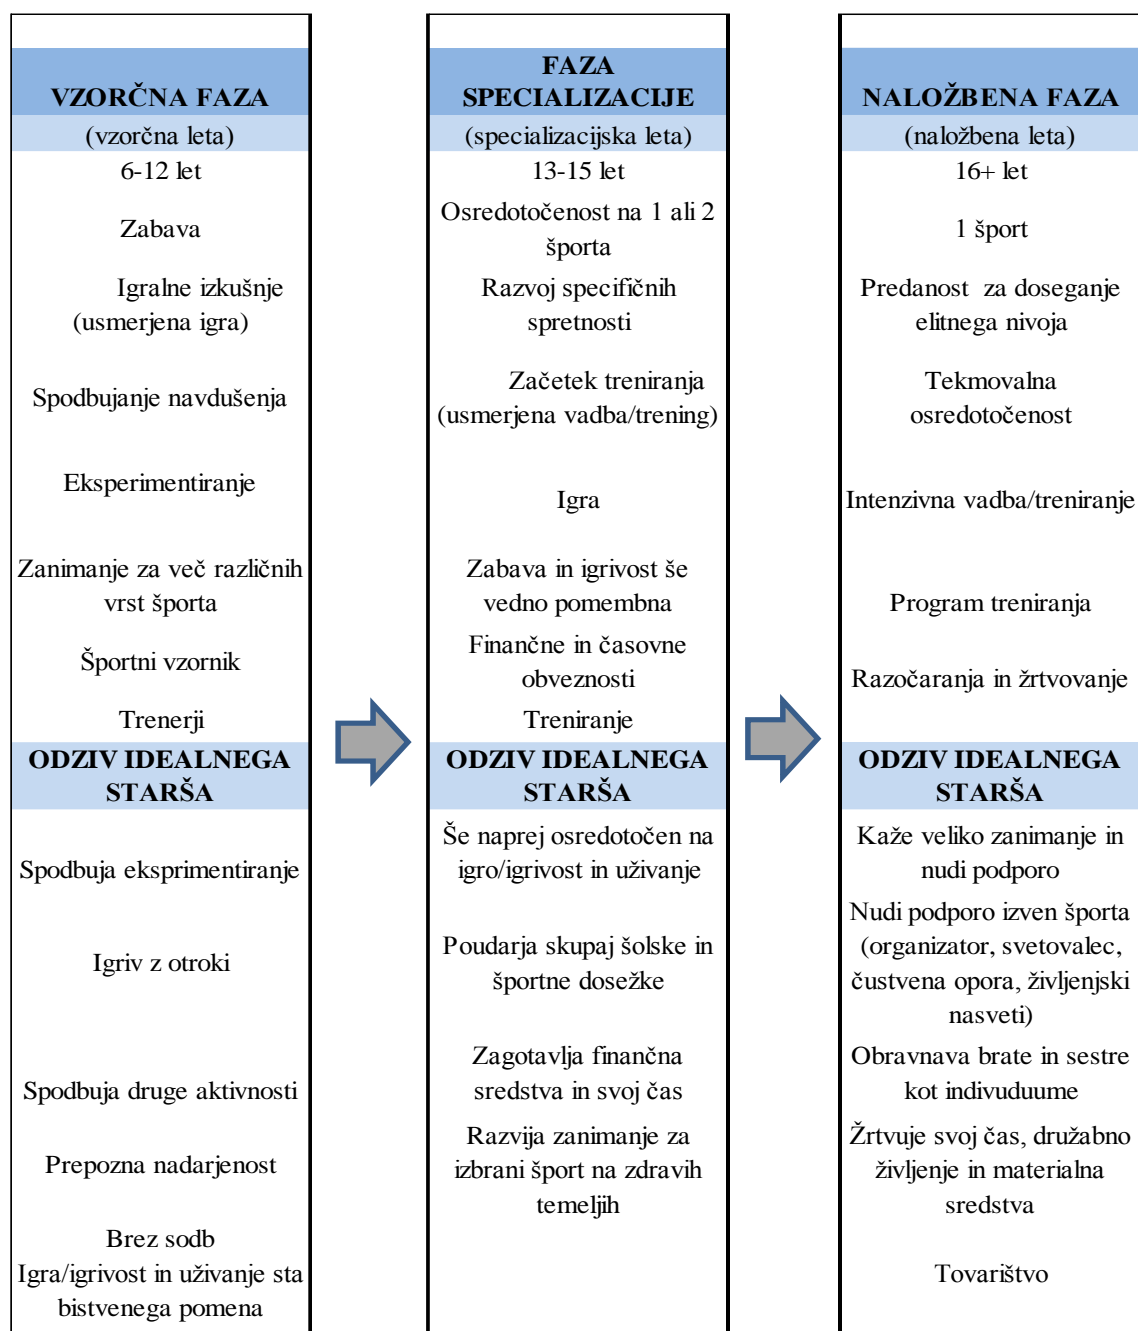 VZORČNA FAZA
(vzorčna leta)
6-12 let
Zabava
Igralne izkušnje
(usmerjena igra)
Spodbujanje navdušenja
Eksperimentiranje
Zanimanje za več različnih
vrst športa
Športni vzornik
Trenerji
ODZIV IDEALNEGA
STARŠA
Spodbuja eksprimentiranje
Igriv z otroki
Spodbuja druge aktivnosti
Prepozna nadarjenost
Brez sodb
Igra/igrivost in uživanje sta
bistvenega pomena
FAZA
SPECIALIZACIJE
(specializacijska leta)
13-15 let
Osredotočenost na 1 ali 2
športa
Razvoj specifičnih
spretnosti
Začetek treniranja
(usmerjena vadba/trening)
Igra
Zabava in igrivost še
vedno pomembna
Finančne in časovne
obveznosti
Treniranje
ODZIV IDEALNEGA
STARŠA
Še naprej osredotočen na
igro/igrivost in uživanje
Poudarja skupaj šolske in
športne dosežke
Zagotavlja finančna
sredstva in svoj čas
Razvija zanimanje za
izbrani šport na zdravih
temeljih
NALOŽBENA FAZA
(naložbena leta)
16+ let
1 šport
Predanost za doseganje
elitnega nivoja
Tekmovalna
osredotočenost
Intenzivna vadba/treniranje
Program treniranja
Razočaranja in žrtvovanje
ODZIV IDEALNEGA
STARŠA
Kaže veliko zanimanje in
nudi podporo
Nudi podporo izven športa
(organizator, svetovalec,
čustvena opora, življenjski
nasveti)
Obravnava brate in sestre
kot indivuduume
Žrtvuje svoj čas, družabno
življenje in materialna
sredstva
Tovarištvo